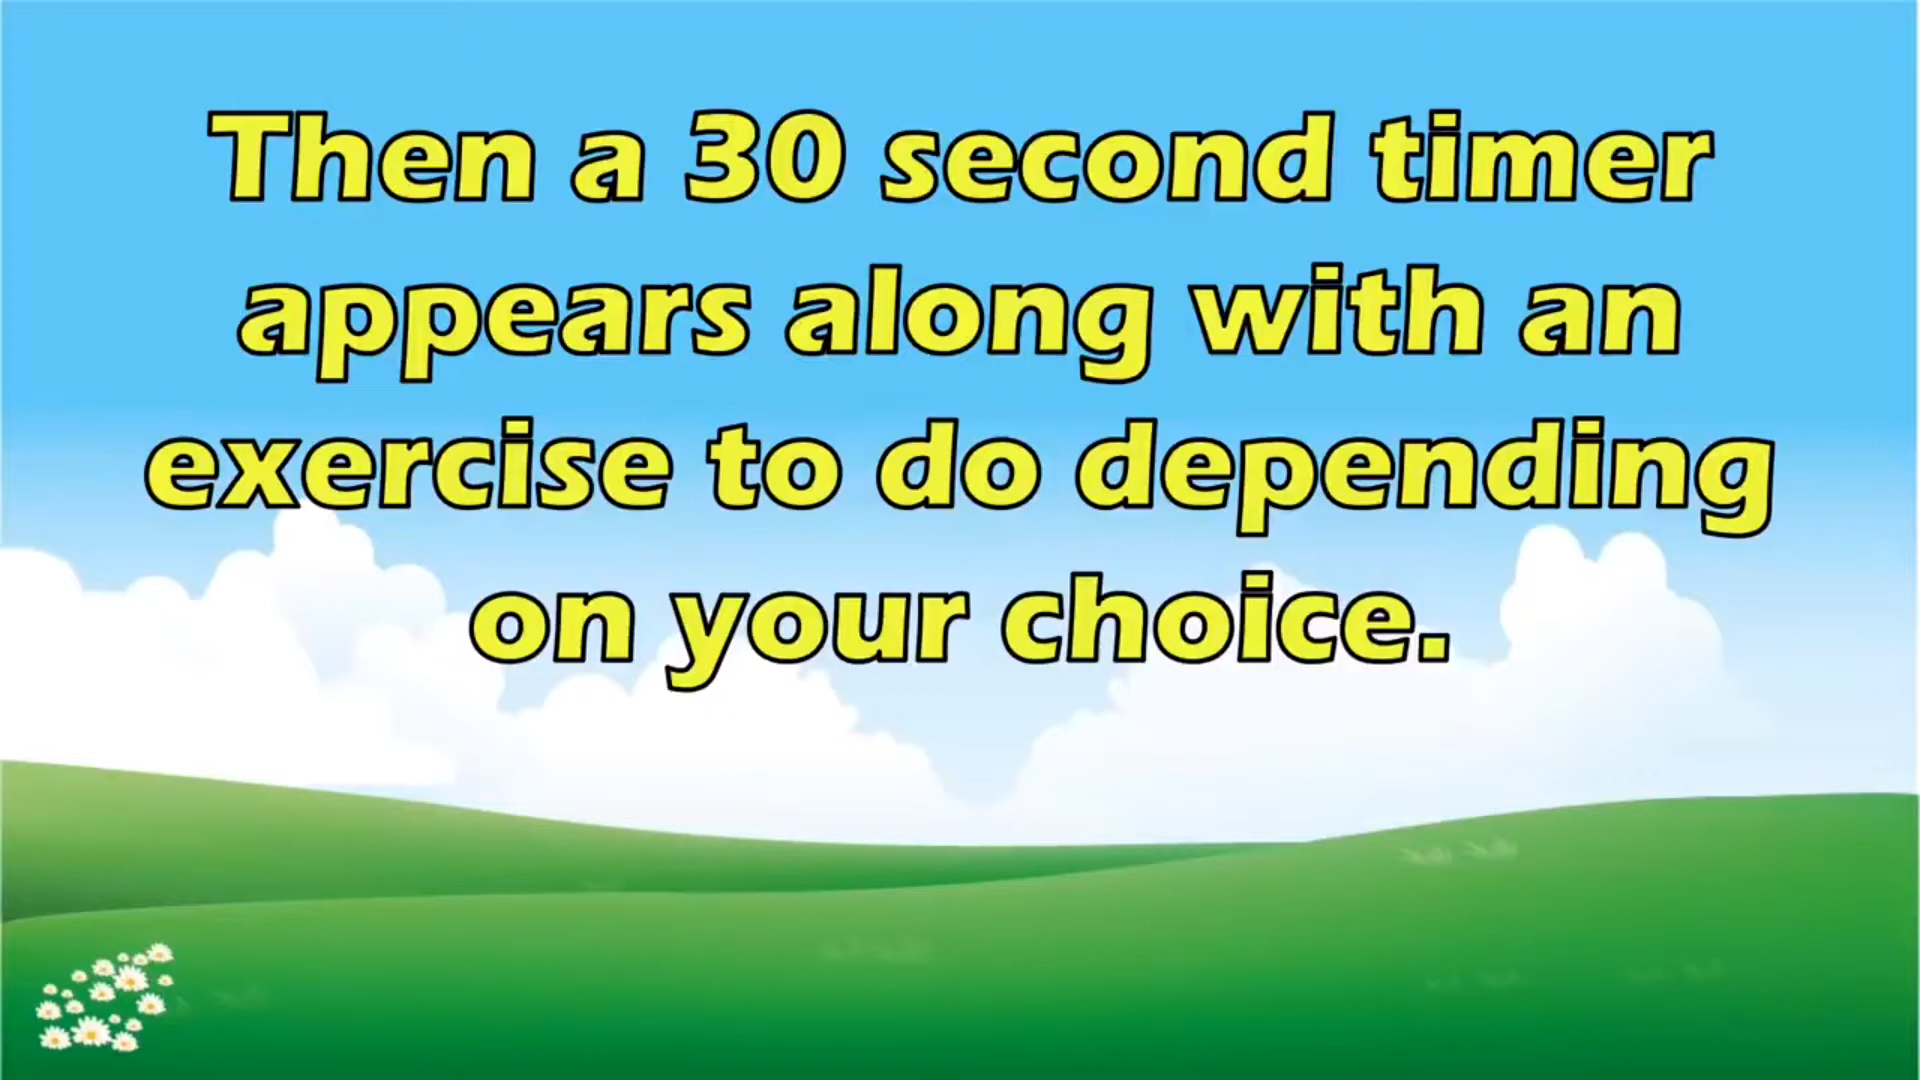 Then a 30 second timer
appears along with an
exercise to do depending
on your choice.